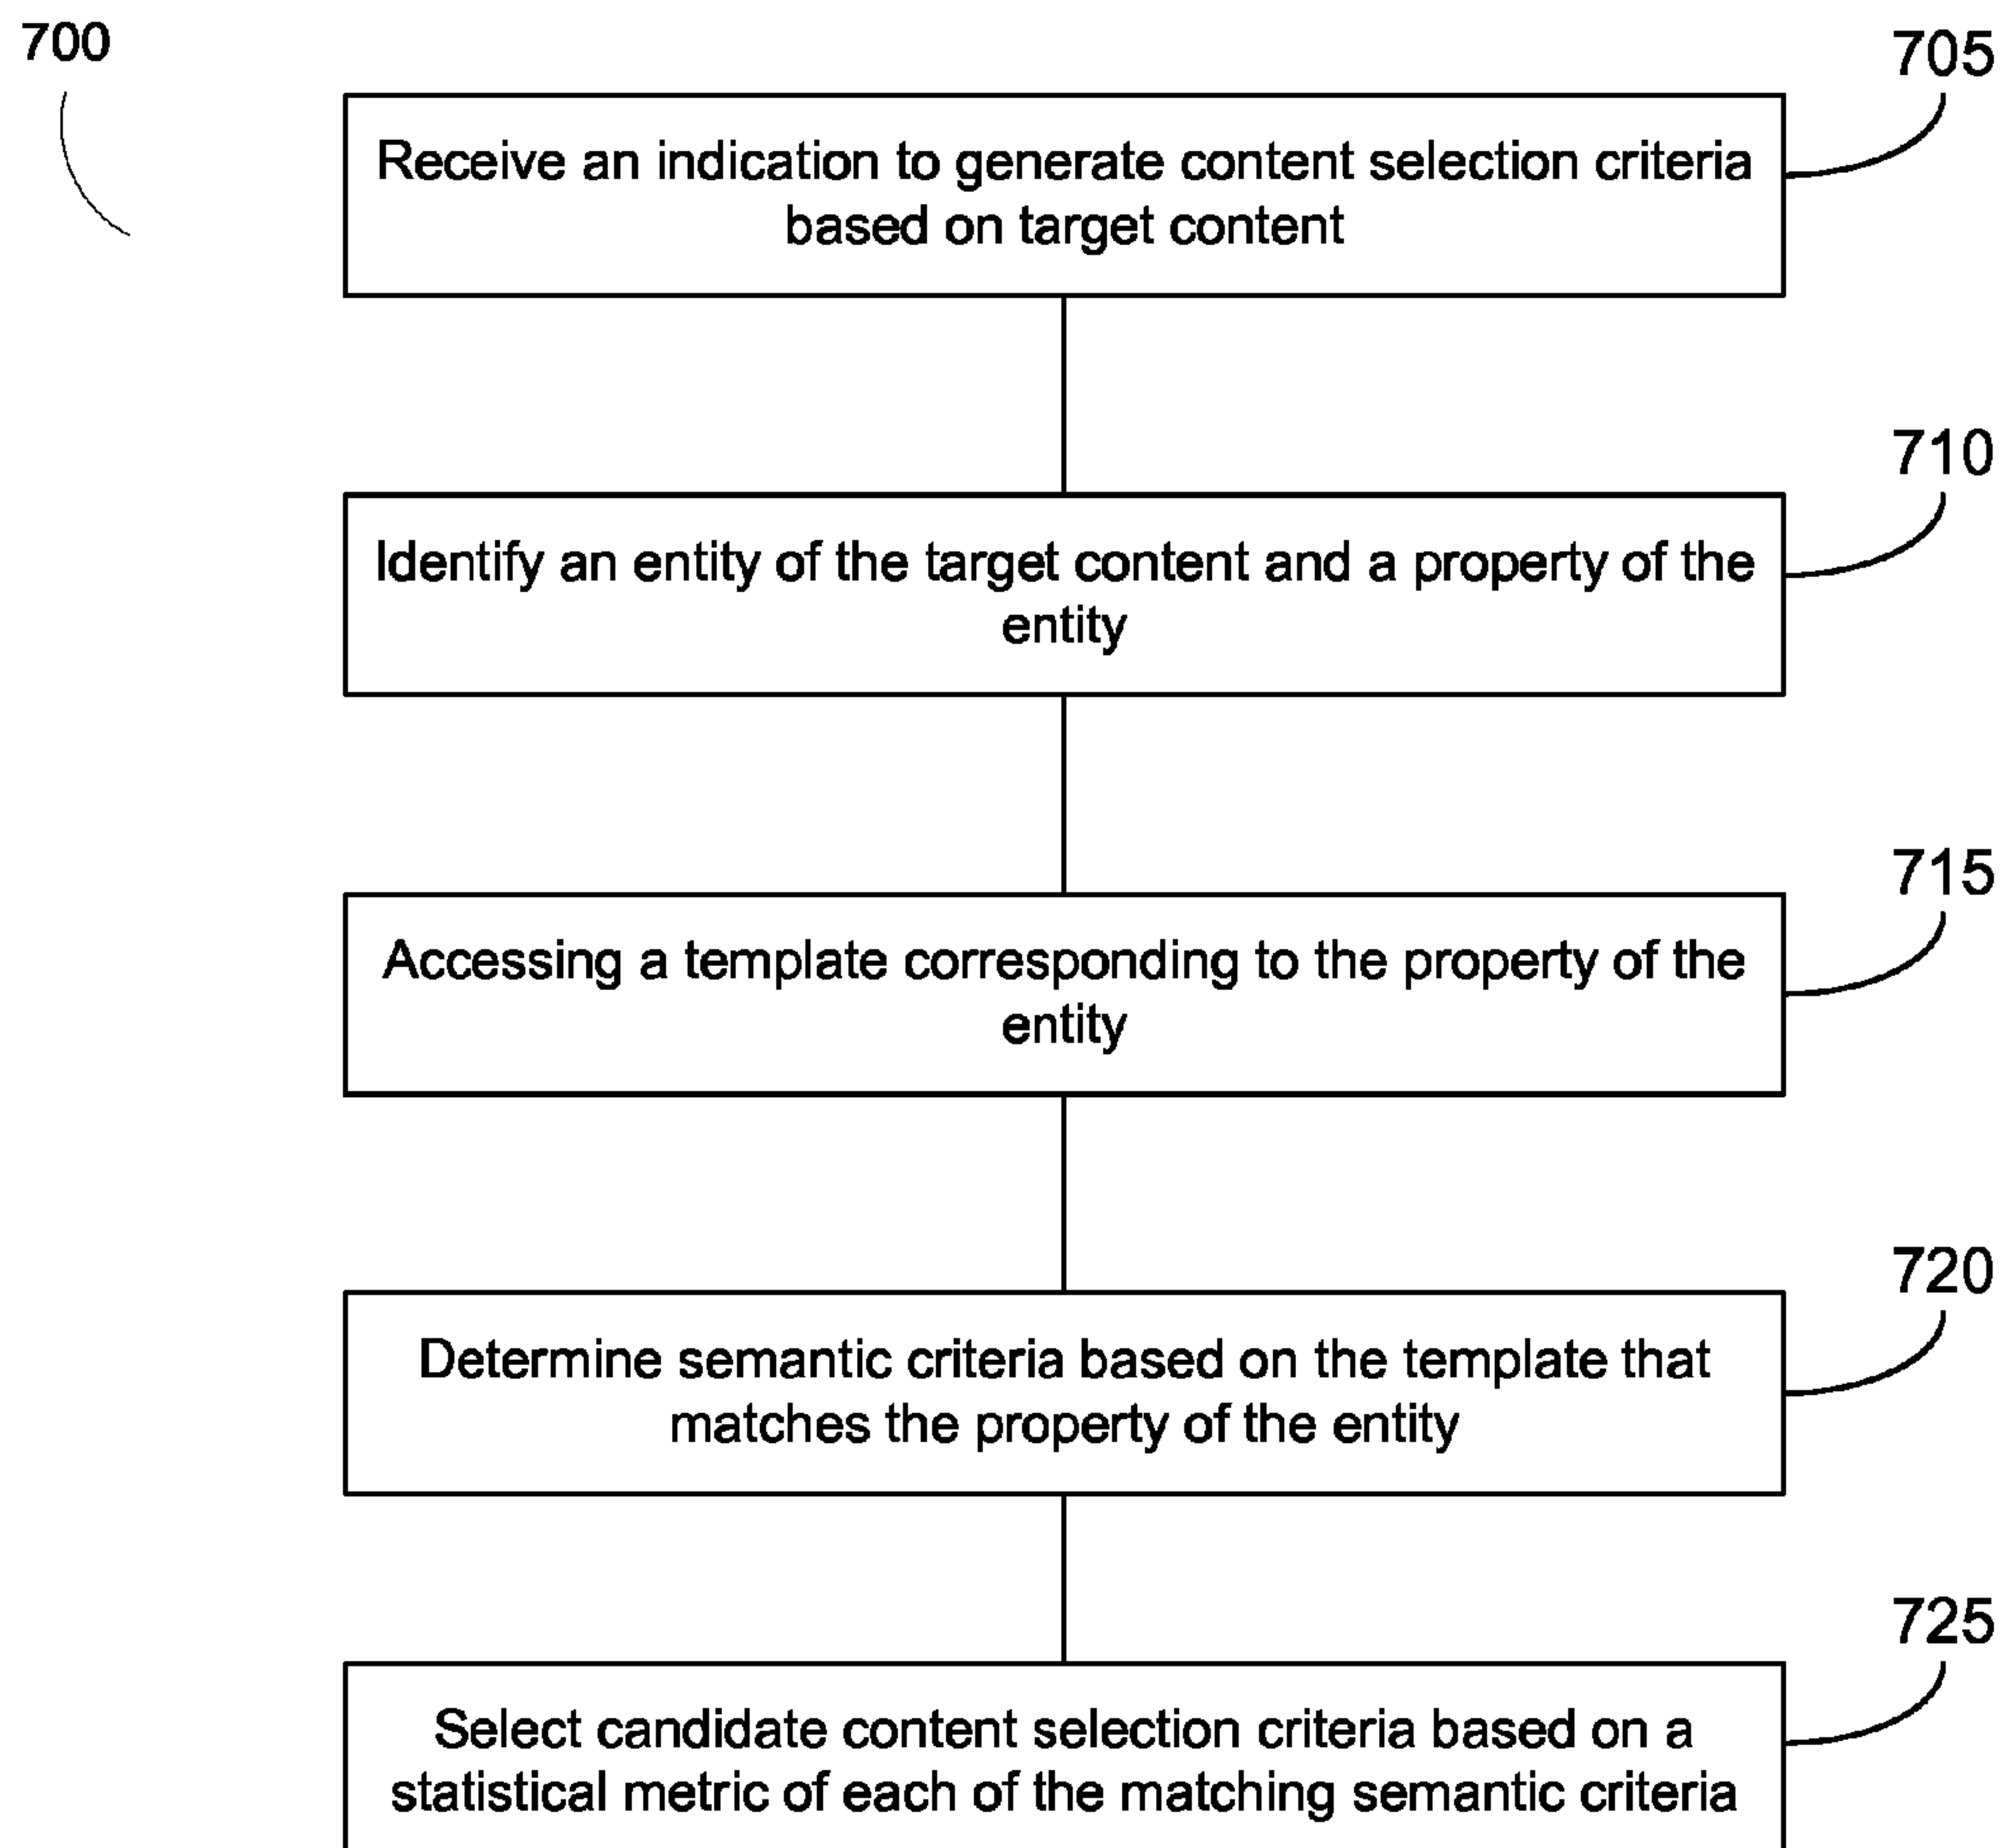 700
705
Receive an indication to generate content selection criteria
based on target content
710
Identify an entity of the target content and a property of the
entity
715
Accessing a template corresponding to the property of the
entity
720
Determine semantic criteria based on the template that
matches the property of the entity
725
Select candidate content selection criteria based on a
statistical metric of each of the matching semantic criteria